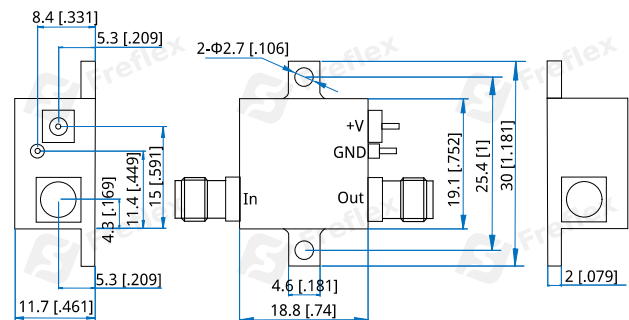 8.4 [.331]
5.3 [.209]
2-Φ2.7 [.106]
Freflex
Freflex
Freflex
+V
GND
In
Out
15 [.591]
11.4 [.449]
4.3 [.169]
19.1 [.752]
25.4 [1]
30 [1.181]
5.3 [.209]
11.7 [.461]
4.6 [.181]
18.8 [.74]
2 [.079]
Freflex
Freflex
Freflex